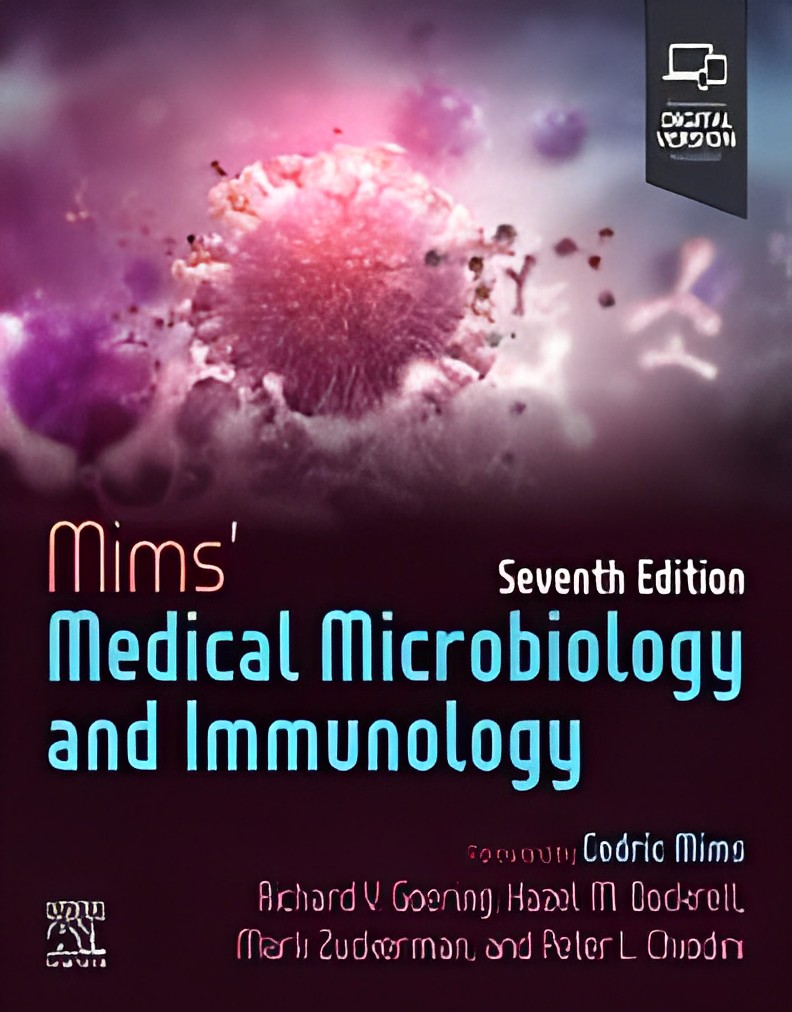 DIGITAL
VERSION
Mims'
Seventh Edition
Medical Microbiology
and Immunology
Cedric Mims
Richard V. Goering, Hazel M. Dockrell,
Mark Zuckerman, and Peter L. Chiodini